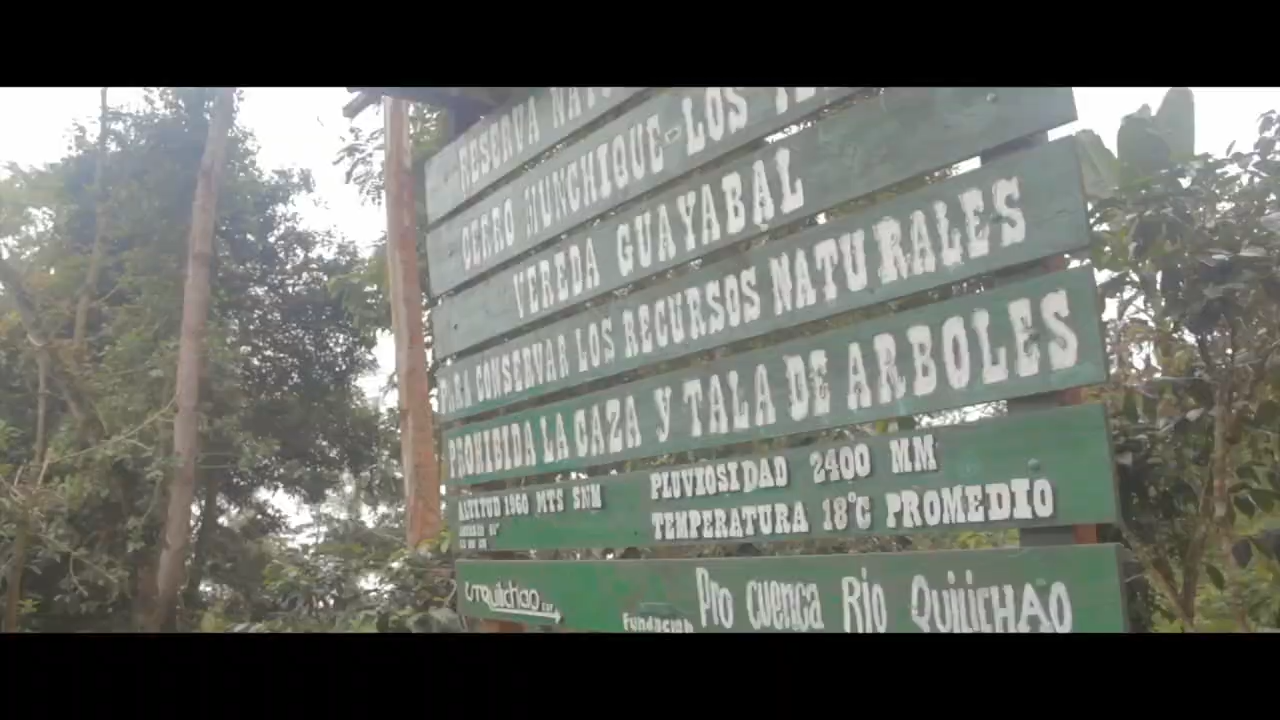 RESERVA
CERRO MUNCHIQUE-LOS
VEREDA GUAYABAL
CONSERVAR LOS RECURSOS NATURALES
PROHIBIDA LA CAZA Y TALA DE ARBOLES
ALTITUD 1960 MTS SNM
PLUVIOSIDAD 2400 MM
TEMPERATURA 18°C PROMEDIO
Fundación
Pro cuenca Rio QuiliCHAO